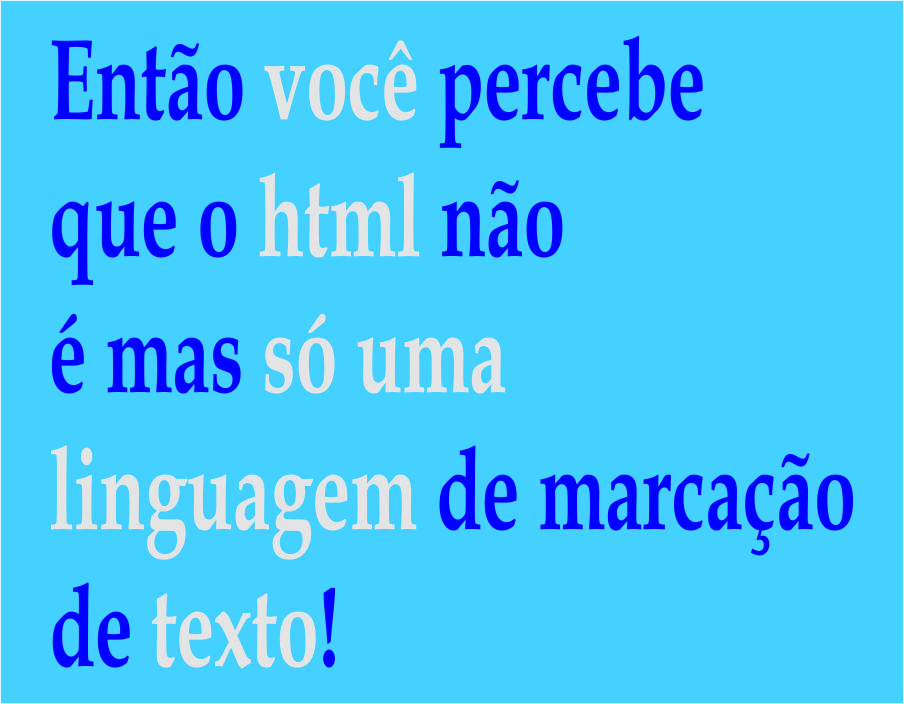 Então você percebe
que o html não
é mas só uma
linguagem de marcação
de texto!